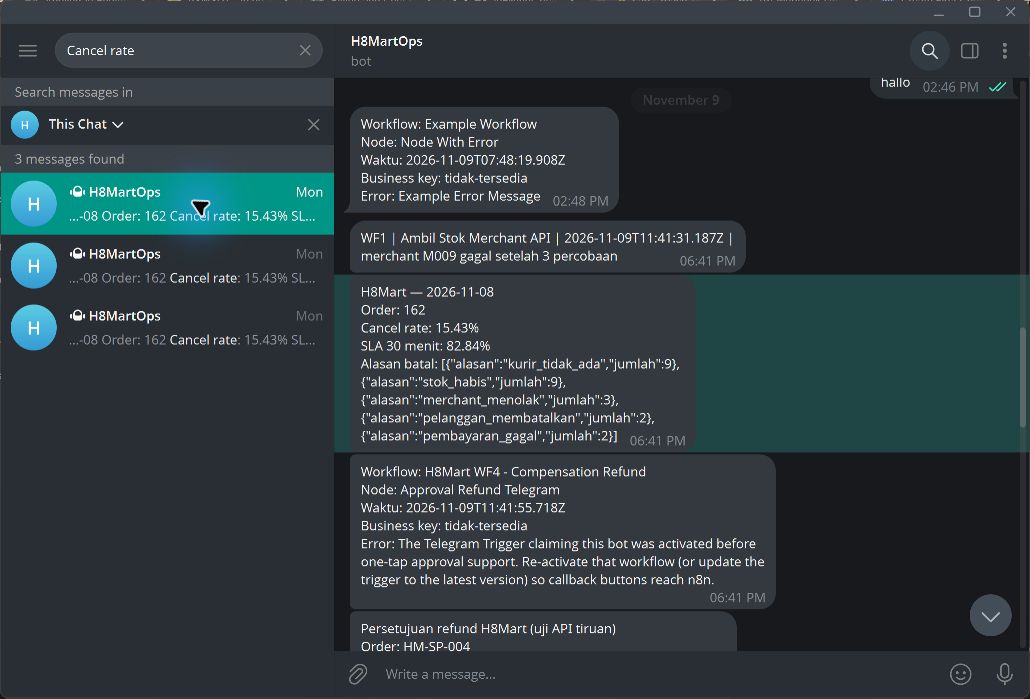 Cancel rate
Search messages in
H
This Chat
3 messages found
H
H8MartOps
Mon
...-08 Order: 162 Cancel rate: 15.43% SL...
H
H8MartOps
Mon
...-08 Order: 162 Cancel rate: 15.43% SL...
H
H8MartOps
Mon
...-08 Order: 162 Cancel rate: 15.43% SL...
H8MartOps
bot
hallo
02:46 PM
November 9
Workflow: Example Workflow
Node: Node With Error
Waktu: 2026-11-09T07:48:19.908Z
Business key: tidak-tersedia
Error: Example Error Message
02:48 PM
WF1 | Ambil Stok Merchant API | 2026-11-09T11:41:31.187Z |
merchant M009 gagal setelah 3 percobaan
06:41 PM
H8Mart — 2026-11-08
Order: 162
Cancel rate: 15.43%
SLA 30 menit: 82.84%
Alasan batal: [{"alasan":"kurir_tidak_ada","jumlah":9},
{"alasan":"stok_habis","jumlah":9},
{"alasan":"merchant_menolak","jumlah":3},
{"alasan":"pelanggan_membatalkan","jumlah":2},
{"alasan":"pembayaran_gagal","jumlah":2}]
06:41 PM
Workflow: H8Mart WF4 - Compensation Refund
Node: Approval Refund Telegram
Waktu: 2026-11-09T11:41:55.718Z
Business key: tidak-tersedia
Error: The Telegram Trigger claiming this bot was activated before
one-tap approval support. Re-activate that workflow (or update the
trigger to the latest version) so callback buttons reach n8n.
06:41 PM
Persetujuan refund H8Mart (uji API tiruan)
Order: HM-SP-004
Write a message...